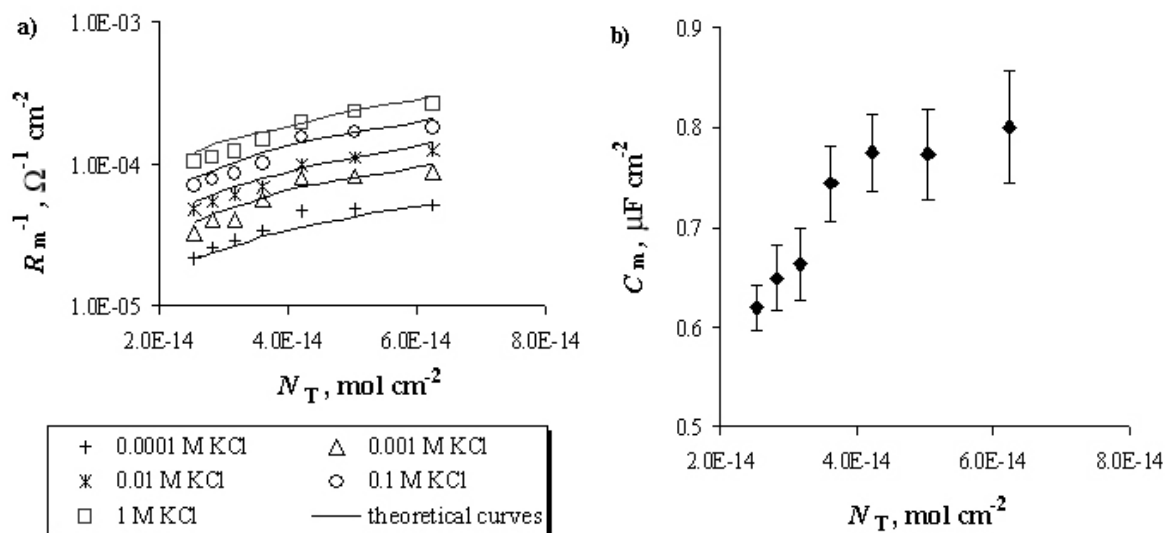 a)
1.0E-03
1.0E-04
1.0E-05
R m -1 , Ω-1 cm-2
2.0E-14 4.0E-14 6.0E-14 8.0E-14
N T , mol cm-2
0.0001 M KCl 0.001 M KCl
0.01 M KCl 0.1 M KCl
1 M KCl theoretical curves
b)
0.9
0.8
0.7
0.6
0.5
C m , μF cm-2
2.0E-14 4.0E-14 6.0E-14 8.0E-14
N T , mol cm-2